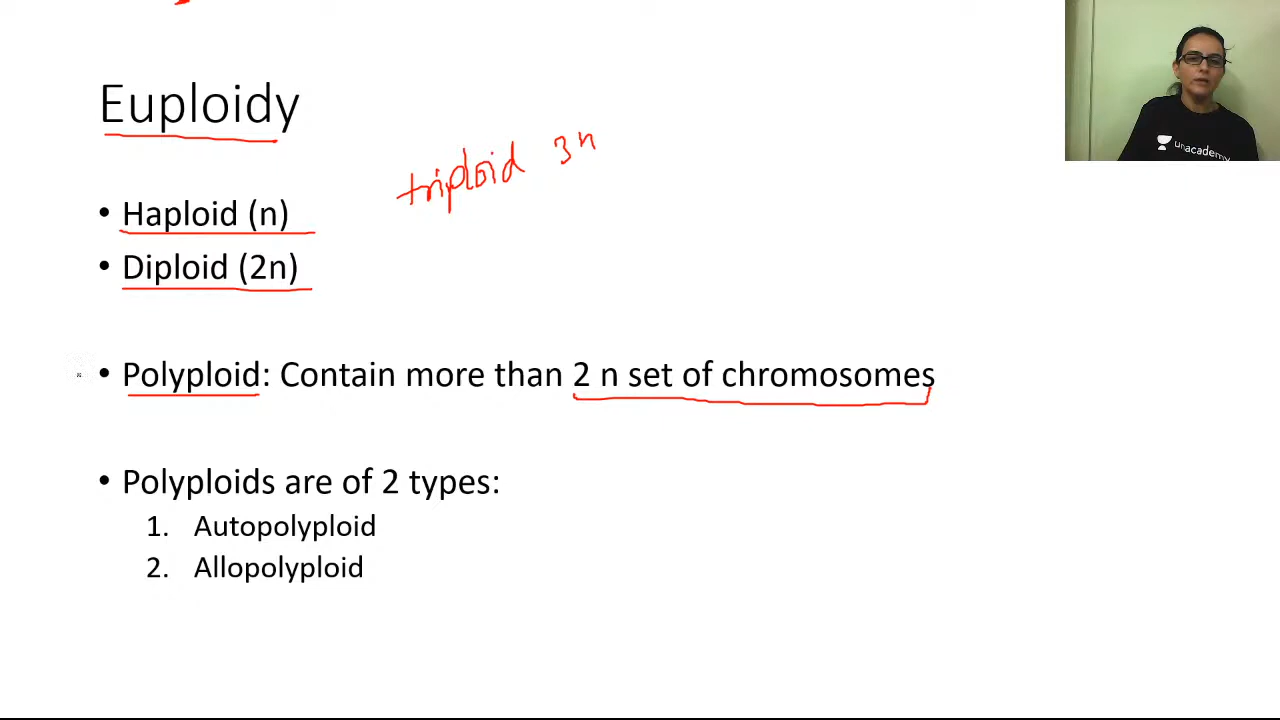 Euploidy
triploid 3n
• Haploid (n)
• Diploid (2n)
• Polyploid: Contain more than 2 n set of chromosomes
• Polyploids are of 2 types:
1. Autopolyploid
2. Allopolyploid
unacademy